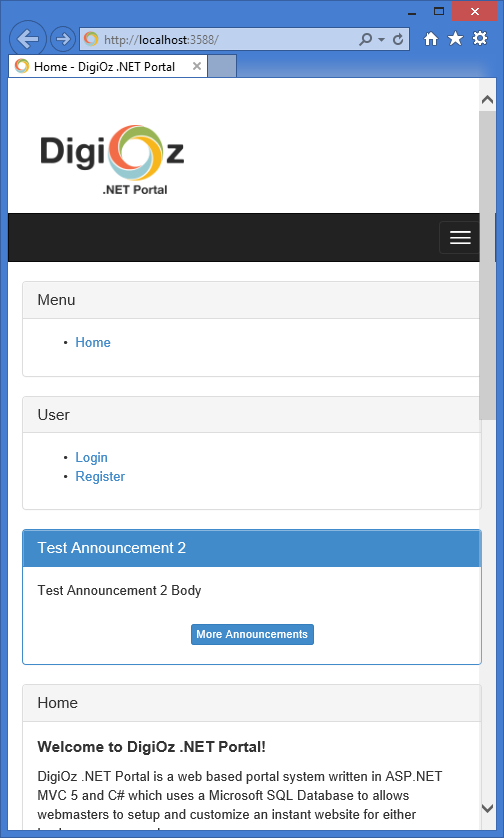 http://localhost:3588/
Home - DigiOz .NET Portal
DigiOz
.NET Portal
Menu
• Home
User
• Login
• Register
Test Announcement 2
Test Announcement 2 Body
More Announcements
Home
Welcome to DigiOz .NET Portal!
DigiOz .NET Portal is a web based portal system written in ASP.NET
MVC 5 and C# which uses a Microsoft SQL Database to allows
webmasters to setup and customize an instant website for either